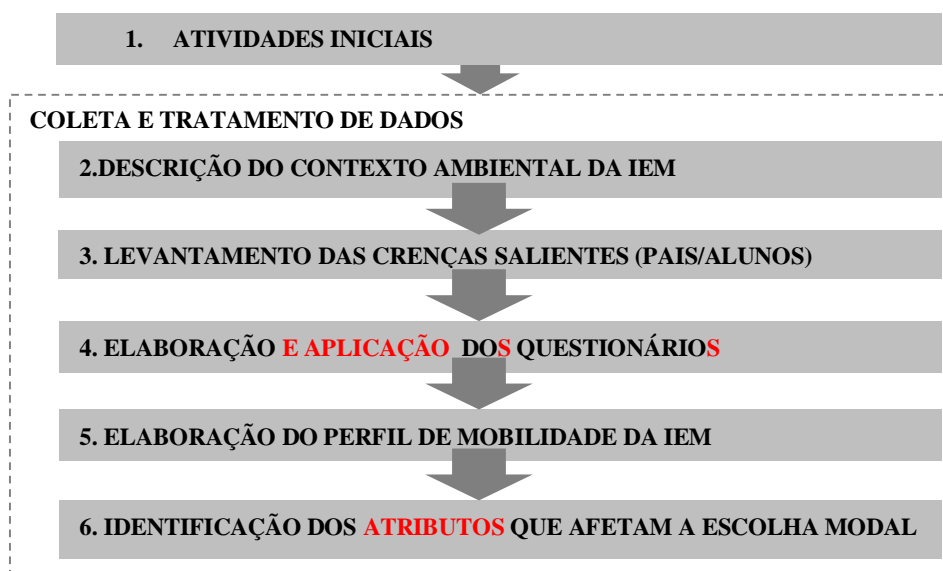 1. ATIVIDADES INICIAIS
COLETA E TRATAMENTO DE DADOS
2.DESCRIÇÃO DO CONTEXTO AMBIENTAL DA IEM
3. LEVANTAMENTO DAS CRENÇAS SALIENTES (PAIS/ALUNOS)
4. ELABORAÇÃO E APLICAÇÃO DOS QUESTIONÁRIOS
5. ELABORAÇÃO DO PERFIL DE MOBILIDADE DA IEM
6. IDENTIFICAÇÃO DOS ATRIBUTOS QUE AFETAM A ESCOLHA MODAL